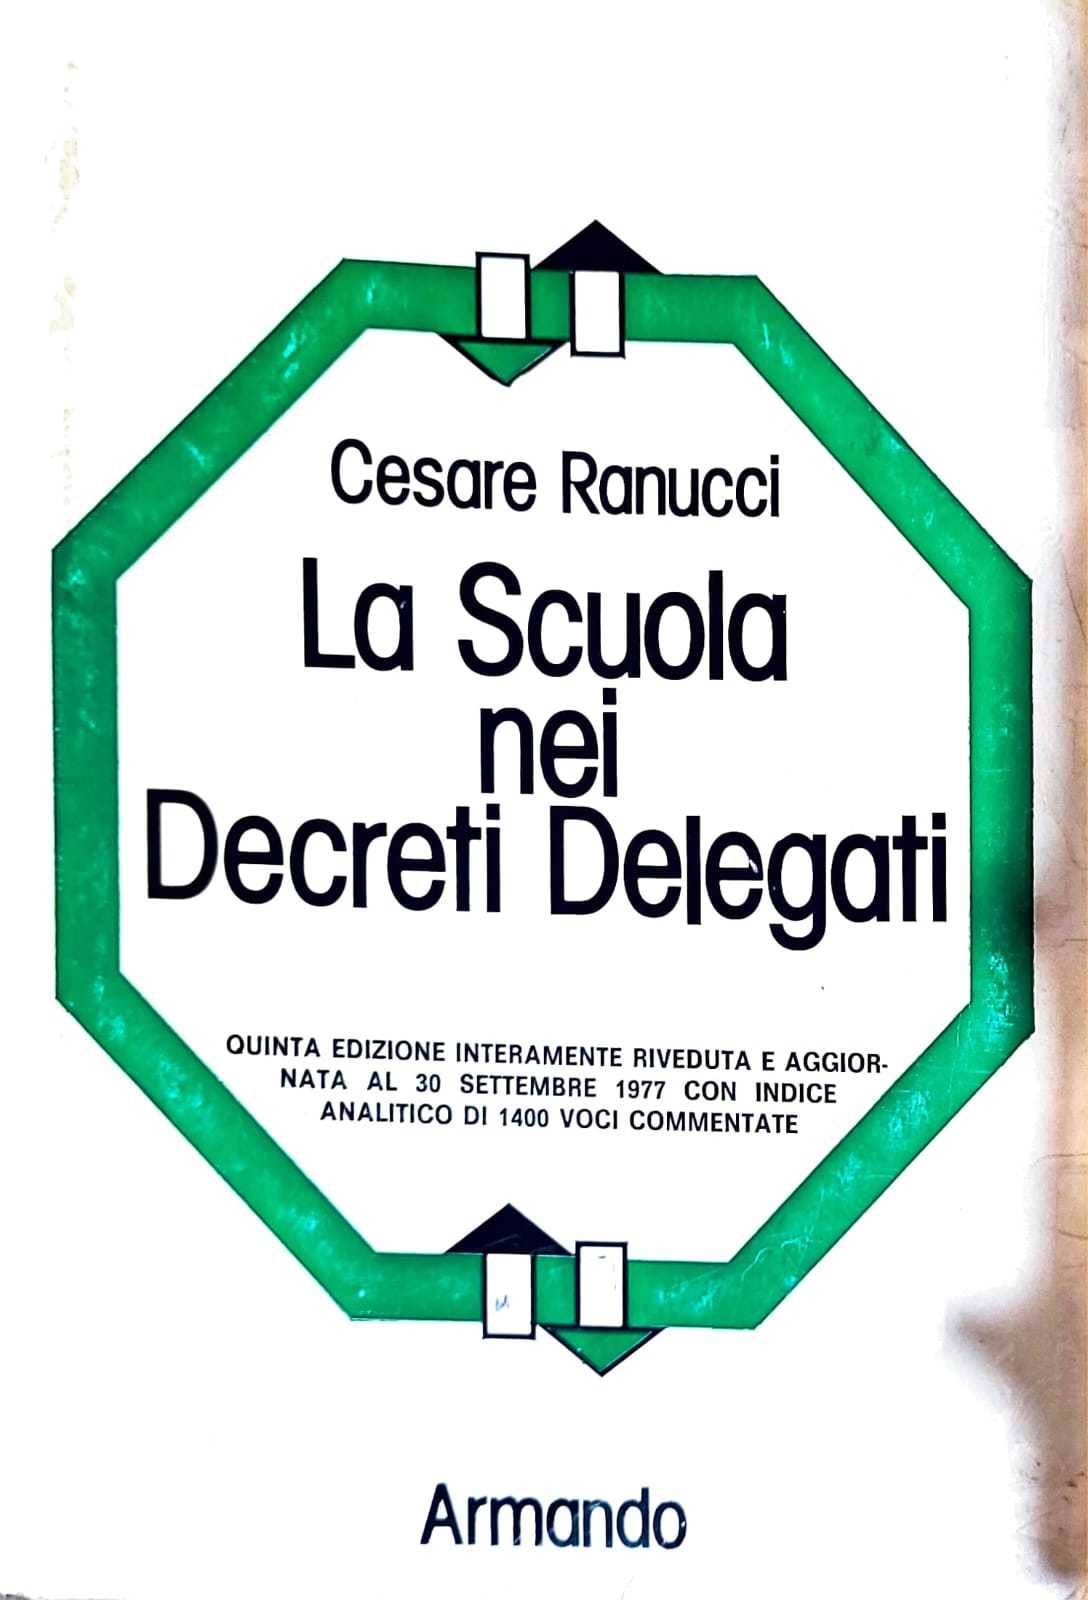 Cesare Ranucci
La Scuola
nei
Decreti Delegati
QUINTA EDIZIONE INTERAMENTE RIVEDUTA E AGGIOR-
NATA AL 30 SETTEMBRE 1977 CON INDICE
ANALITICO DI 1400 VOCI COMMENTATE
Armando